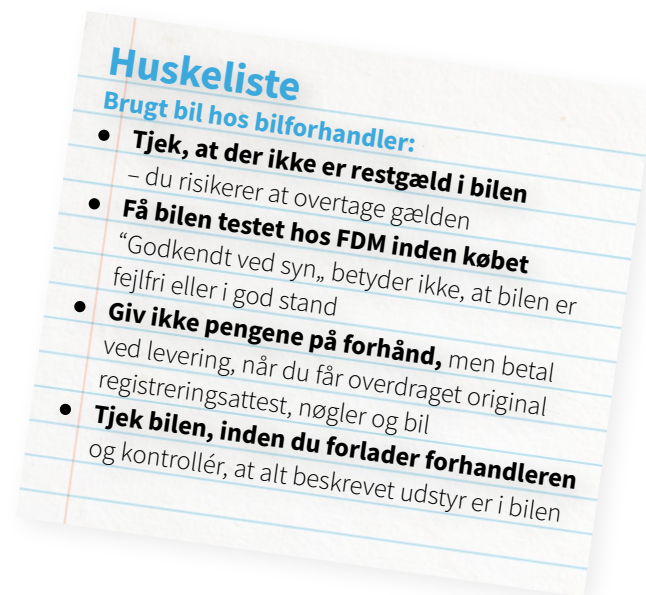 Huskeliste
Brugt bil hos bilforhandler:
• Tjek, at der ikke er restgæld i bilen
– du risikerer at overtage gælden
• Få bilen testet hos FDM inden købet
“Godkendt ved syn„ betyder ikke, at bilen er
fejlfri eller i god stand
• Giv ikke pengene på forhånd, men betal
ved levering, når du får overdraget original
registreringsattest, nøgler og bil
• Tjek bilen, inden du forlader forhandleren
og kontrollér, at alt beskrevet udstyr er i bilen